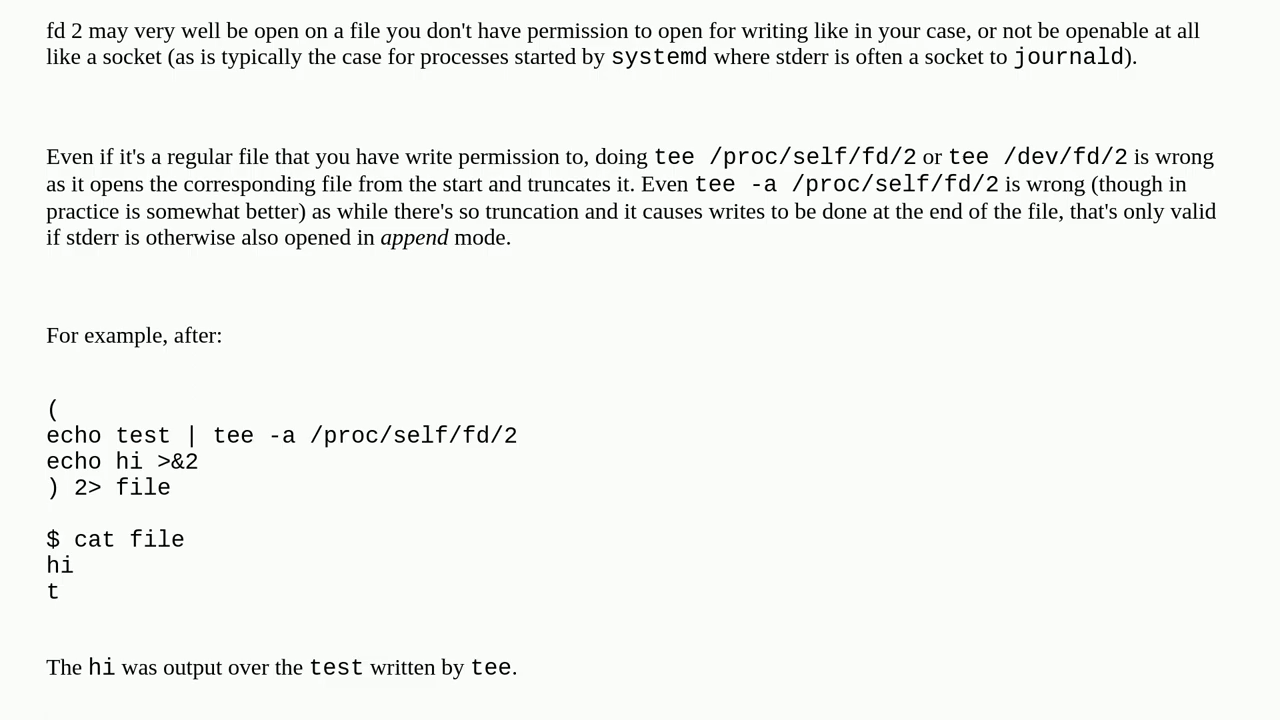 fd 2 may very well be open on a file you don't have permission to open for writing like in your case, or not be openable at all
like a socket (as is typically the case for processes started by systemd where stderr is often a socket to journald).
Even if it's a regular file that you have write permission to, doing tee /proc/self/fd/2 or tee /dev/fd/2 is wrong
as it opens the corresponding file from the start and truncates it. Even tee -a /proc/self/fd/2 is wrong (though in
practice is somewhat better) as while there's so truncation and it causes writes to be done at the end of the file, that's only valid
if stderr is otherwise also opened in append mode.
For example, after:
(
echo test | tee -a /proc/self/fd/2
echo hi >&2
) 2> file
$ cat file
hi
t
The hi was output over the test written by tee.